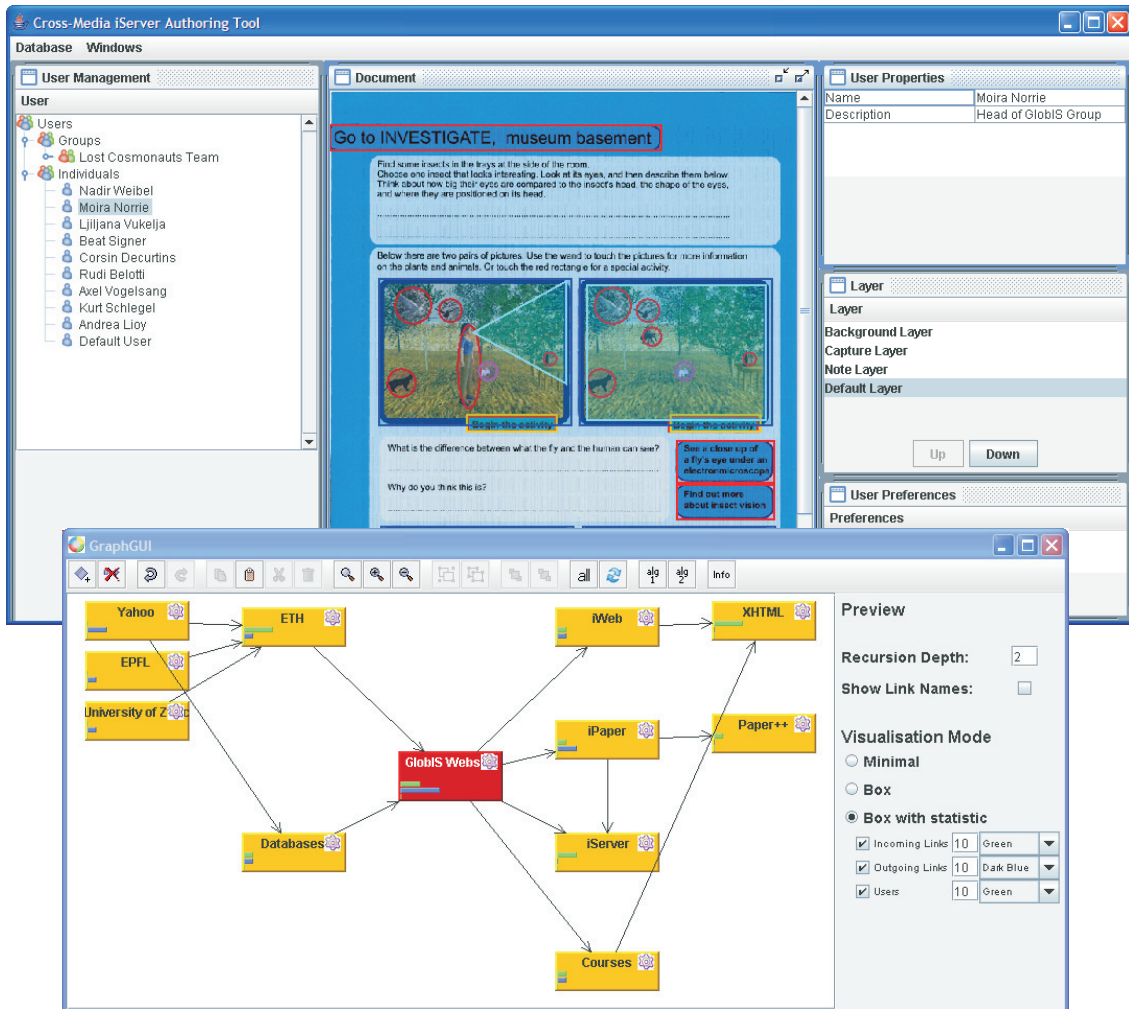 Cross-Media iServer Authoring Tool
Database Windows
User Management
User
Users
Groups
Lost Cosmonauts Team
Individuals
Nadir Weibel
Moira Norrie
Ljiljana Vukelja
Beat Signer
Corsin Decurtins
Rudi Belotti
Axel Vogelsang
Kurt Schlegel
Andrea Lioy
Default User
Document
Go to INVESTIGATE, museum basement
Find some insects in the trays at the side of the room.
Choose one insect that looks interesting. Look at its eyes, and then describe them below.
Think about how big their eyes are compared to the insect's head, the shape of the eyes,
and where they are positioned on its head.
Below there are two pairs of pictures. Use the wand to touch the pictures for more information
on the plants and animals. Or touch the red rectangle for a special activity.
Begin the activity
Begin the activity
What is the difference between what the fly and the human can see?
Why do you think this is?
See a close up of
a fly's eye under an
electronmicroscope
Find out more
about insect vision
User Properties
Name Moira Norrie
Description Head of GlobIS Group
Layer
Layer
Background Layer
Capture Layer
Note Layer
Default Layer
Up Down
User Preferences
Preferences
GraphGUI
all alg 1 alg 2 Info
Yahoo
ETH
iWeb
XHTML
EPFL
University of Z
iPaper
Paper++
GlobIS Webs
Databases
iServer
Courses
Preview
Recursion Depth: 2
Show Link Names:
Visualisation Mode
Minimal
Box
Box with statistic
Incoming Links 10 Green
Outgoing Links 10 Dark Blue
Users 10 Green